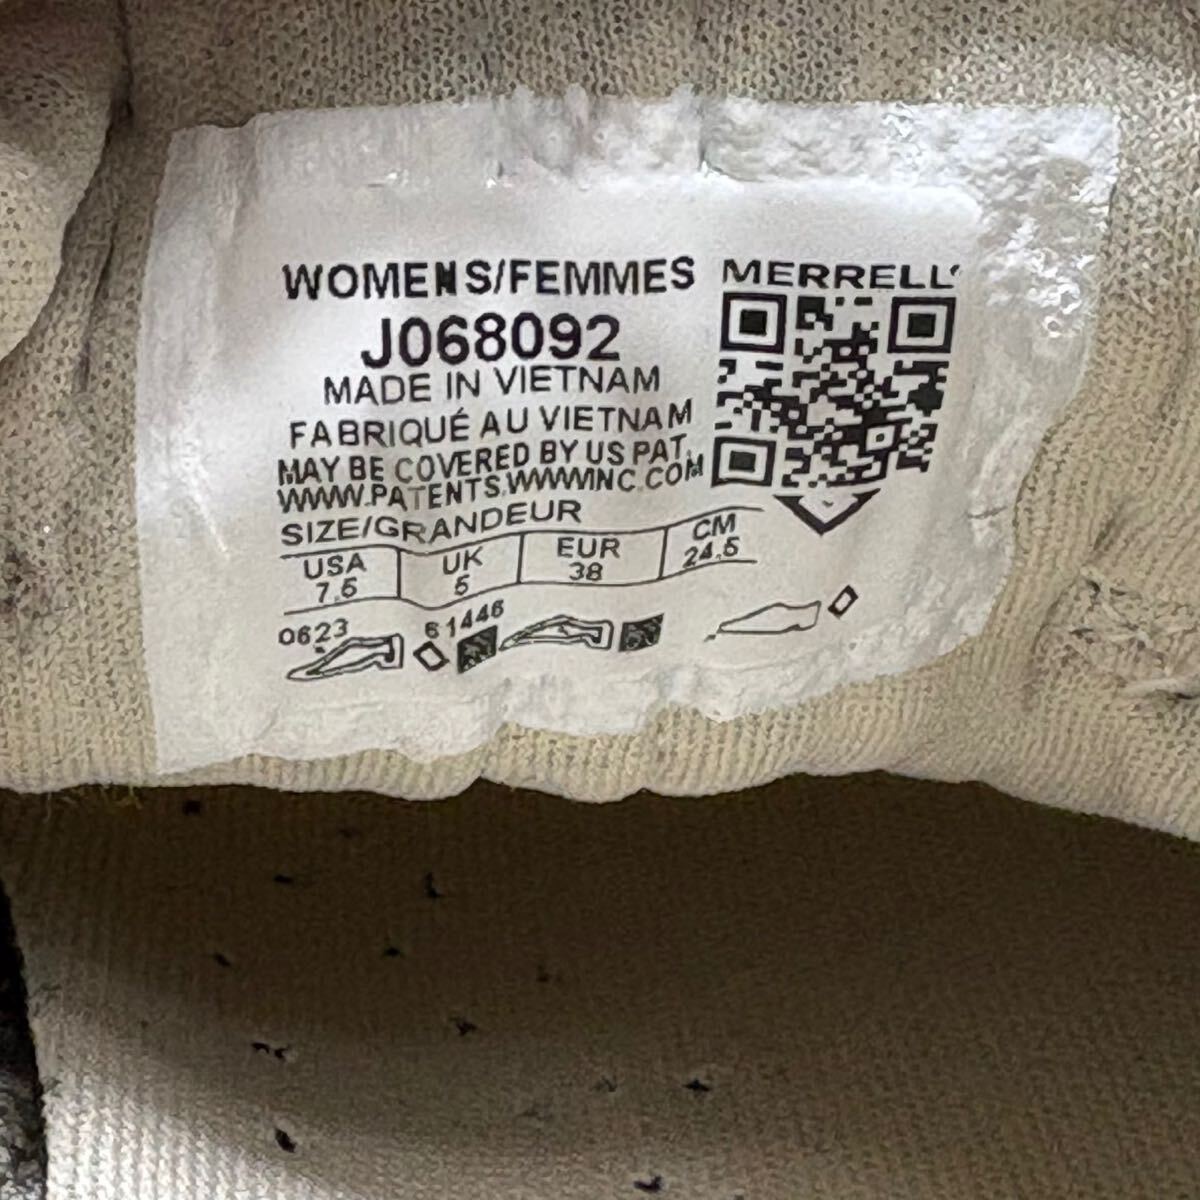 WOMENS/FEMMES
MERRELL
J068092
MADE IN VIETNAM
FABRIQUÉ AU VIETNAM
MAY BE COVERED BY US PAT.
WWW.PATENTS.WWWINC.COM
SIZE/GRANDEUR
USA UK EUR CM
7.5 5 38 24.5
0623 61446